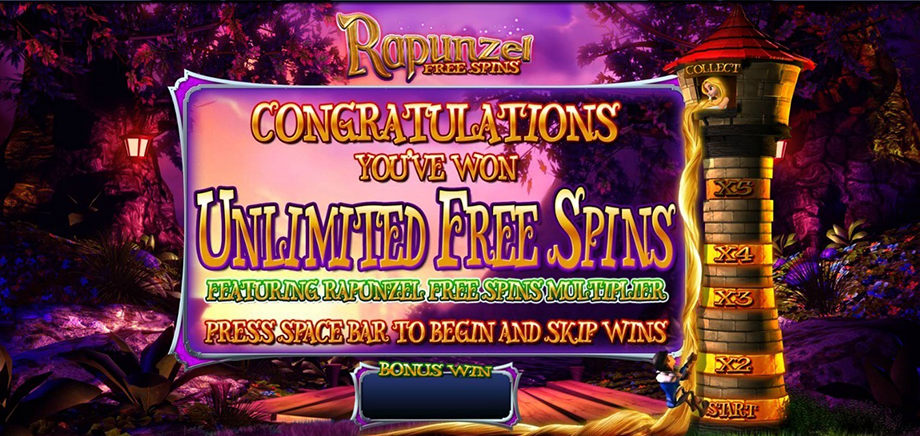 Rapunzel
FREE SPINS
COLLECT
CONGRATULATIONS
YOU'VE WON
UNLIMITED FREE SPINS
FEATURING RAPUNZEL FREE SPINS MULTIPLIER
PRESS SPACE BAR TO BEGIN AND SKIP WINS
BONUS WIN
X5
X4
X3
X2
START